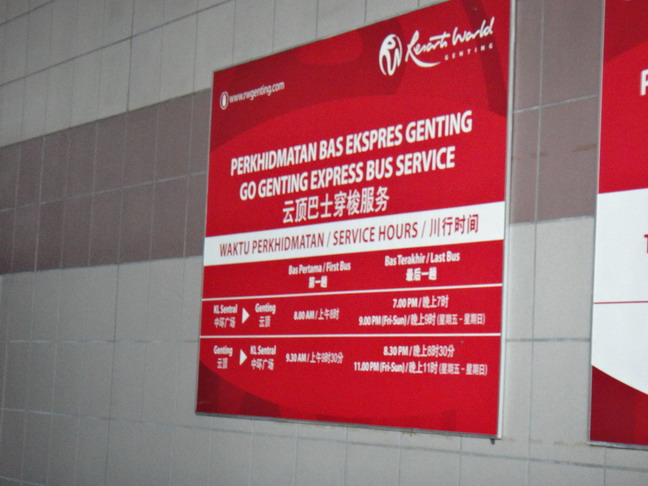 Resorts World
GENTING
www.rwgenting.com
PERKHIDMATAN BAS EKSPRES GENTING
GO GENTING EXPRESS BUS SERVICE
云顶巴士穿梭服务
WAKTU PERKHIDMATAN / SERVICE HOURS / 川行时间
Bas Pertama / First Bus
第一趟
Bas Terakhir / Last Bus
最后一趟
KL Sentral
中环广场
Genting
云顶
8.00 AM / 上午8时
7.00 PM / 晚上7时
9.00 PM (Fri-Sun) / 晚上9时 (星期五 - 星期日)
Genting
云顶
KL Sentral
中环广场
9.30 AM / 上午9时30分
8.30 PM / 晚上8时30分
11.00 PM (Fri-Sun) / 晚上11时 (星期五 - 星期日)